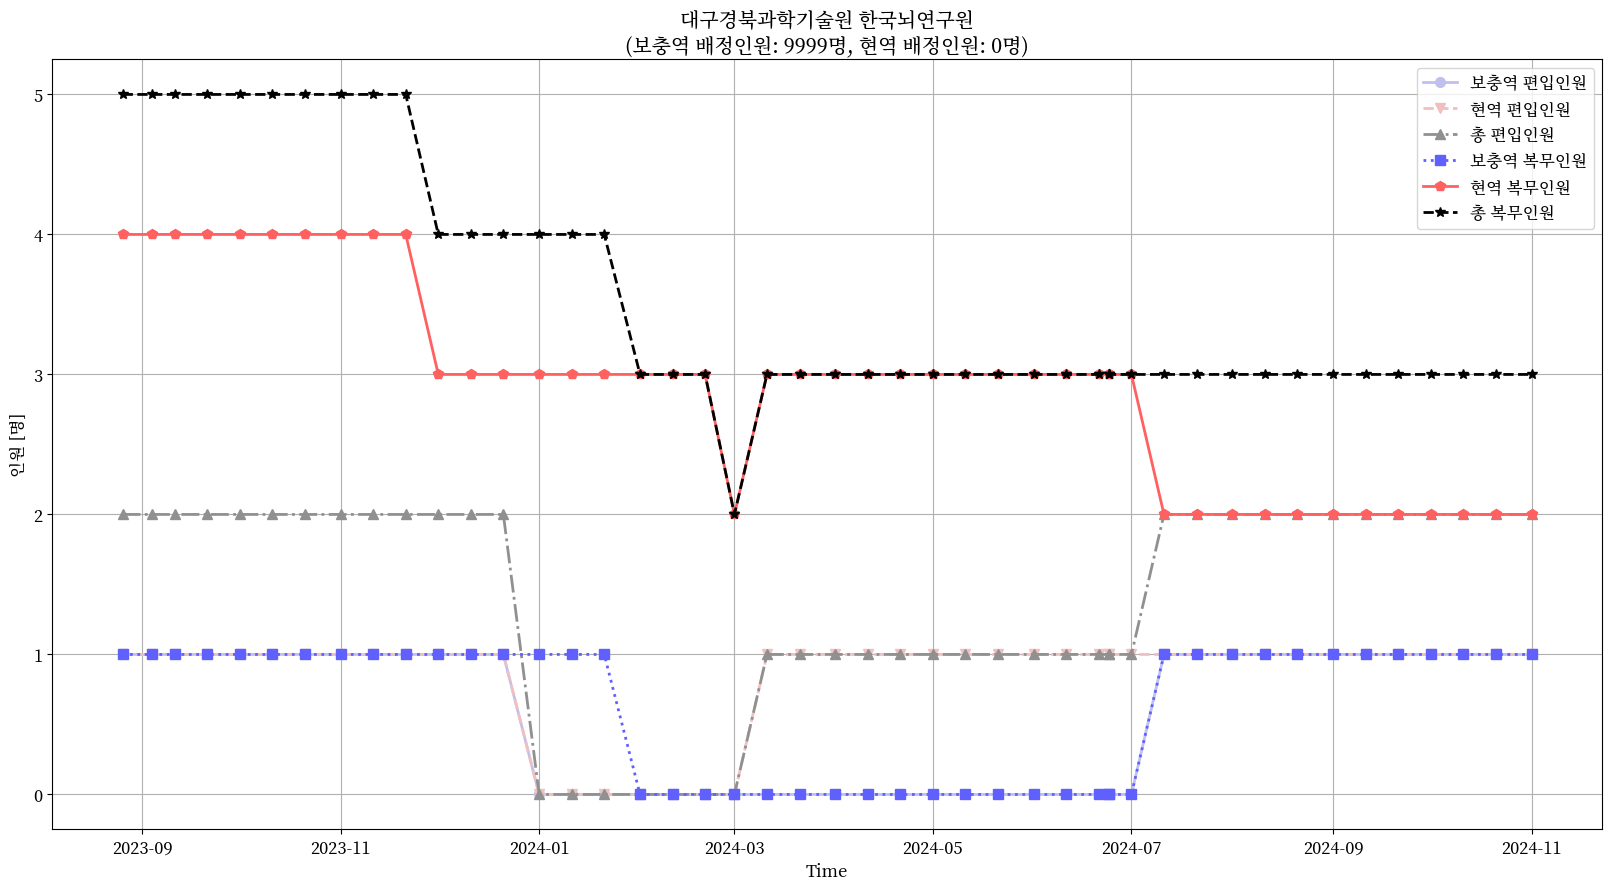 대구경북과학기술원 한국뇌연구원
(보충역 배정인원: 9999명, 현역 배정인원: 0명)
보충역 편입인원
현역 편입인원
총 편입인원
보충역 복무인원
현역 복무인원
총 복무인원
인원 [명]
5
4
3
2
1
0
2023-09
2023-11
2024-01
2024-03
2024-05
2024-07
2024-09
2024-11
Time